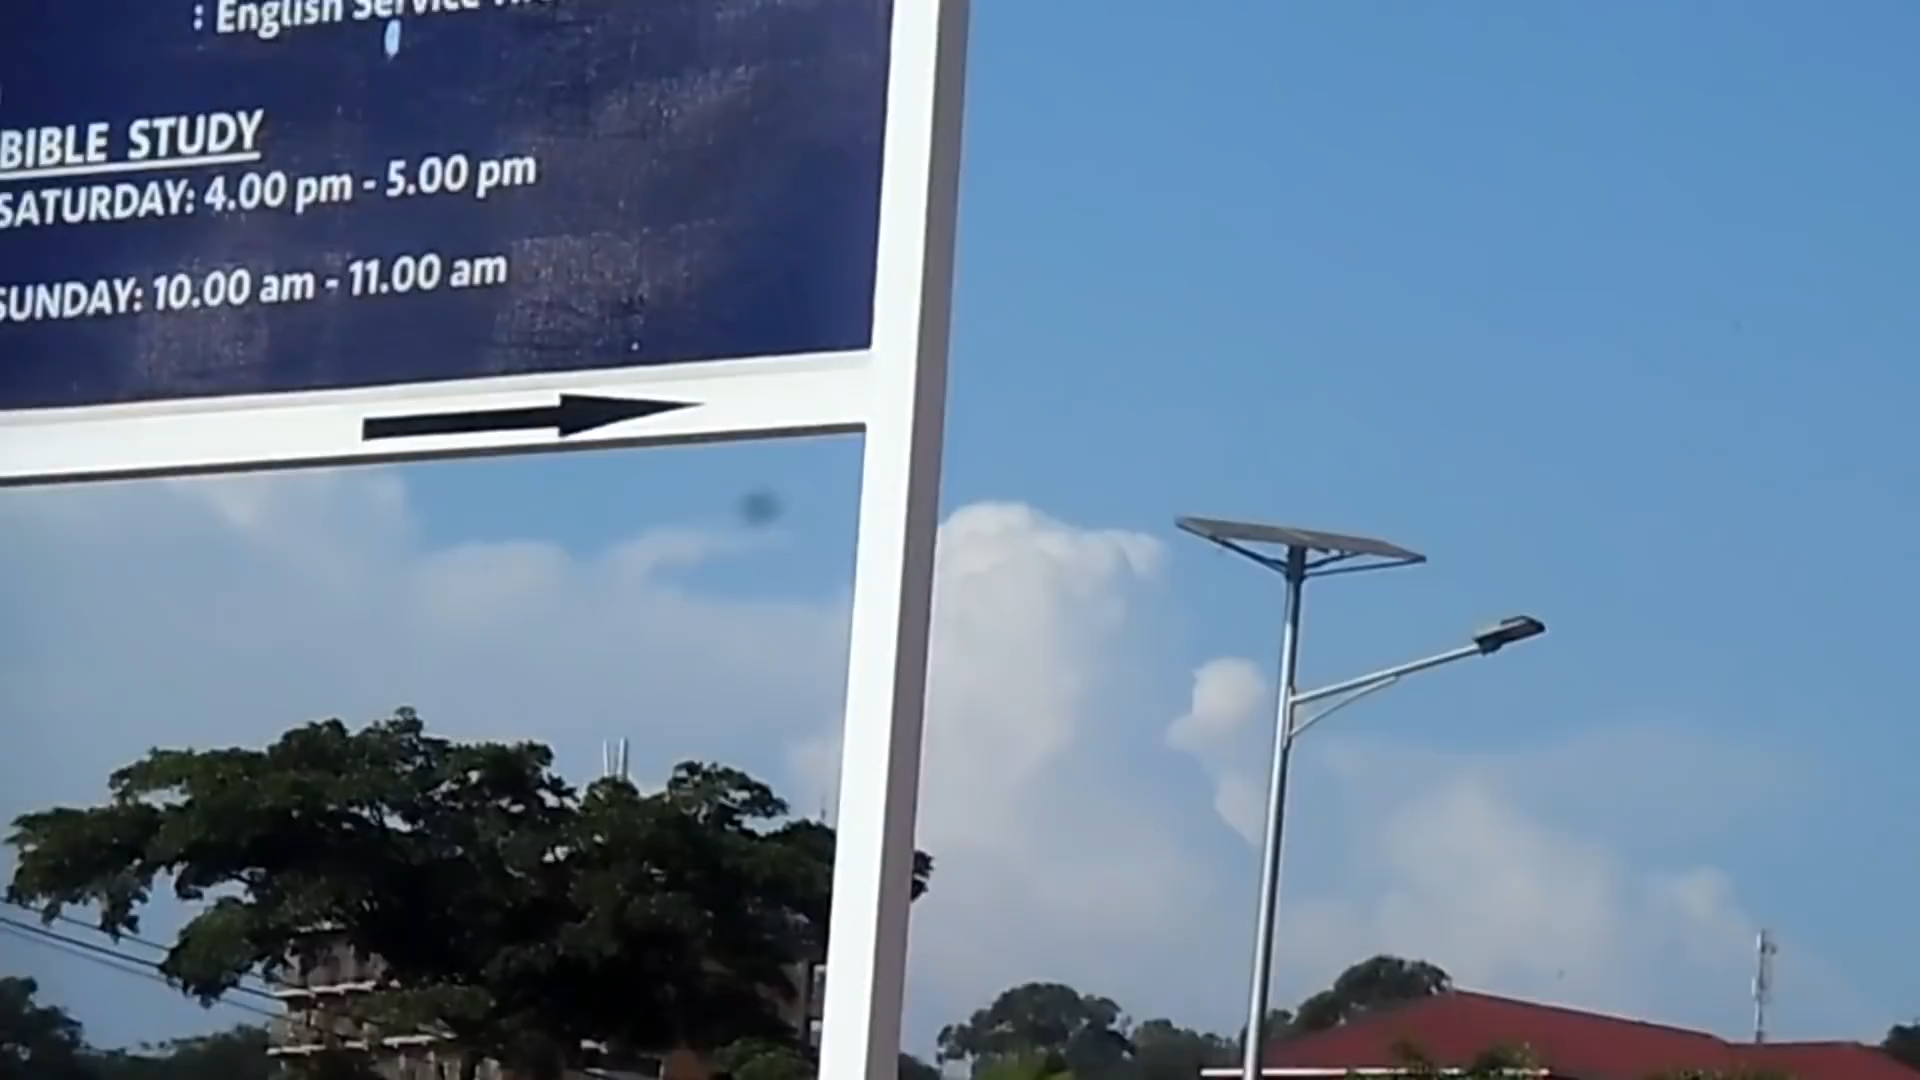 : English Service
BIBLE STUDY
SATURDAY: 4.00 pm - 5.00 pm
SUNDAY: 10.00 am - 11.00 am